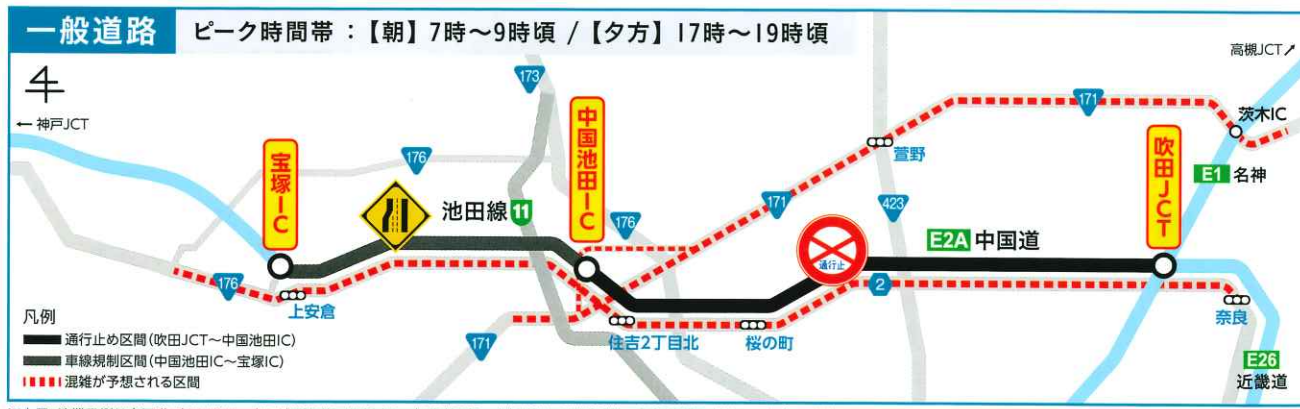 一般道路 ピーク時間帯：【朝】7時～9時頃 /【夕方】17時～19時頃
高槻JCT↗
← 神戸JCT
173
171
茨木IC
中国池田IC
吹田JCT
宝塚IC
176
萱野
E1 名神
池田線 11
176
171
423
E2A 中国道
通行止
176
上安倉
2
奈良
凡例
通行止め区間(吹田JCT～中国池田IC)
車線規制区間(中国池田IC～宝塚IC)
混雑が予想される区間
171
住吉2丁目北
桜の町
E26
近畿道